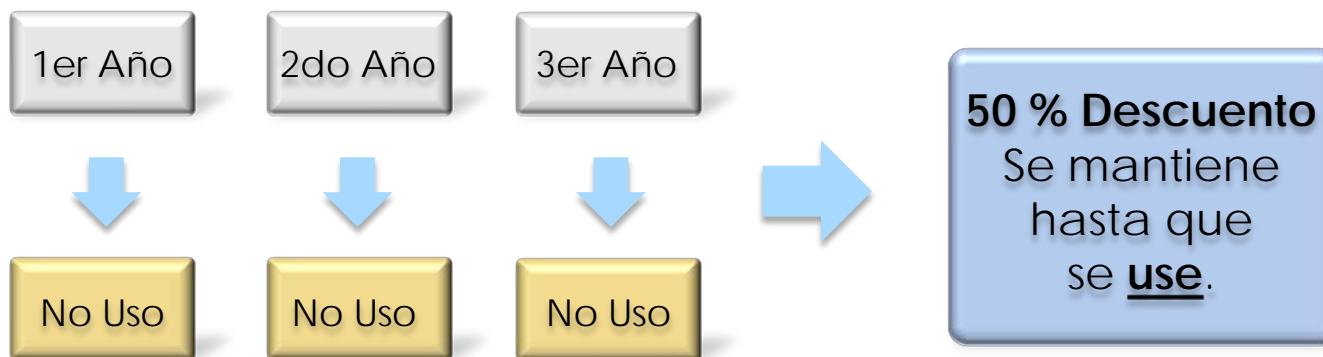 1er Año
2do Año
3er Año
No Uso
No Uso
No Uso
50 % Descuento
Se mantiene
hasta que
se use.